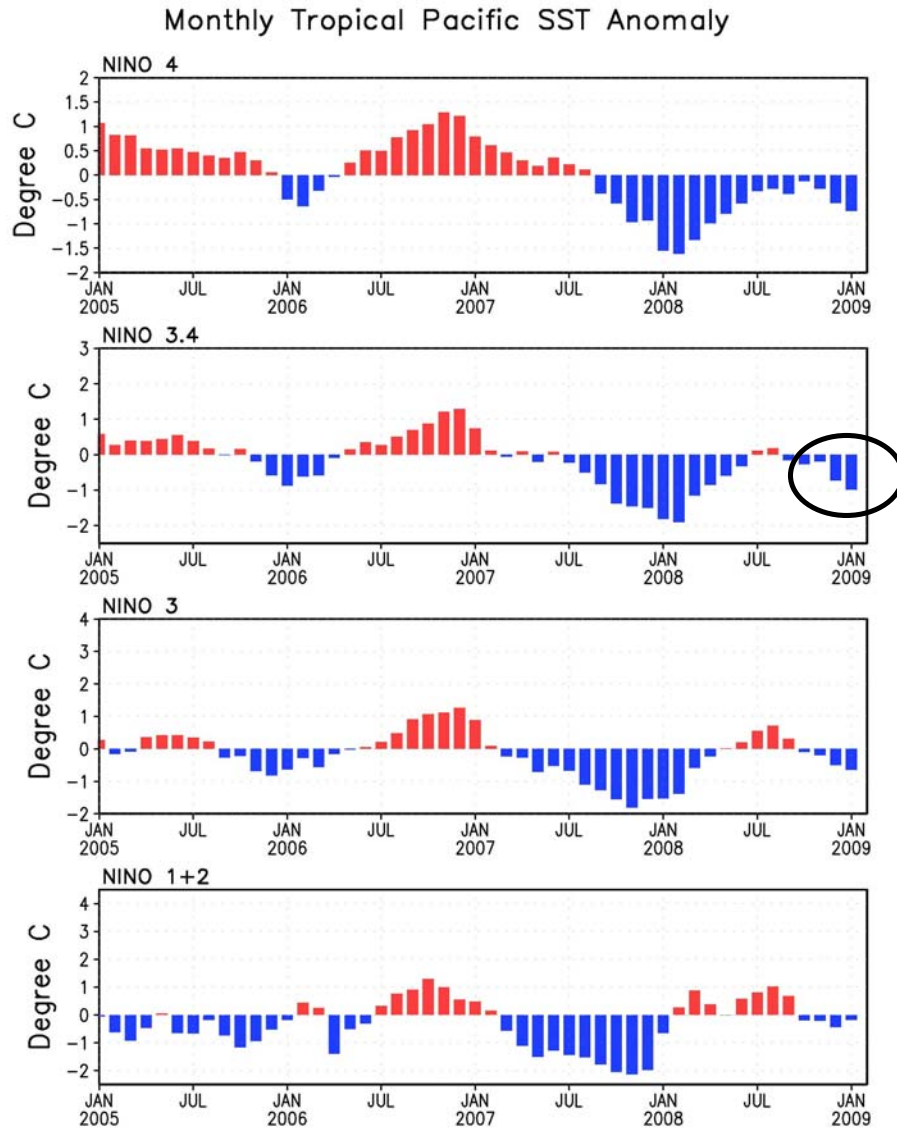 Monthly Tropical Pacific SST Anomaly
NINO 4
Degree C
2
1.5
1
0.5
0
-0.5
-1
-1.5
-2
JAN JUL JAN JUL JAN JUL JAN JUL JAN
2005 2006 2007 2008 2009
NINO 3.4
Degree C
3
2
1
0
-1
-2
JAN JUL JAN JUL JAN JUL JAN JUL JAN
2005 2006 2007 2008 2009
NINO 3
Degree C
4
3
2
1
0
-1
-2
JAN JUL JAN JUL JAN JUL JAN JUL JAN
2005 2006 2007 2008 2009
NINO 1+2
Degree C
4
3
2
1
0
-1
-2
JAN JUL JAN JUL JAN JUL JAN JUL JAN
2005 2006 2007 2008 2009